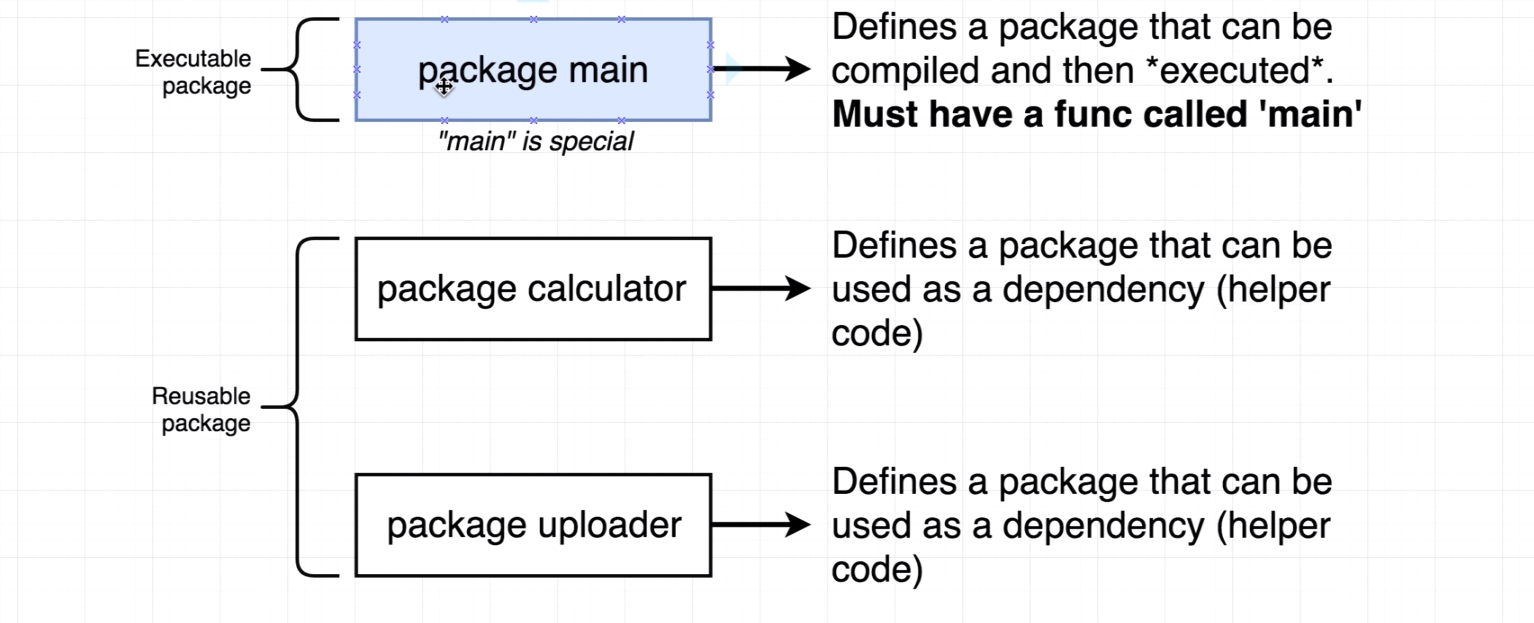 Executable
package
package main
"main" is special
Defines a package that can be
compiled and then *executed*.
Must have a func called 'main'
Reusable
package
package calculator
Defines a package that can be
used as a dependency (helper
code)
package uploader
Defines a package that can be
used as a dependency (helper
code)